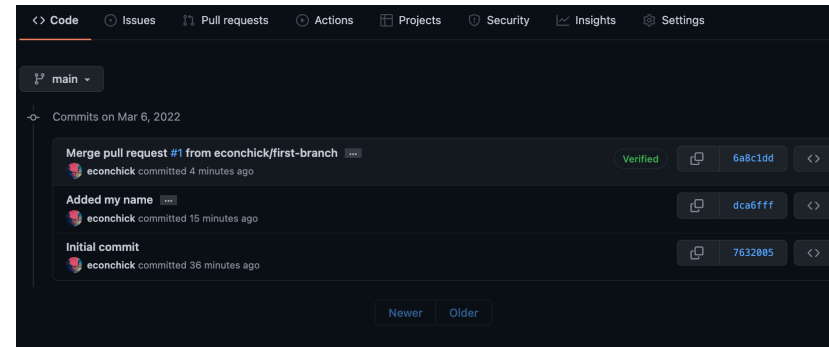 <> Code Issues Pull requests Actions Projects Security Insights Settings
main
Commits on Mar 6, 2022
Merge pull request #1 from econchick/first-branch ...
Verified 6a8c1dd <>
econchick committed 4 minutes ago
Added my name ...
dca6fff <>
econchick committed 15 minutes ago
Initial commit
7632005 <>
econchick committed 36 minutes ago
Newer Older